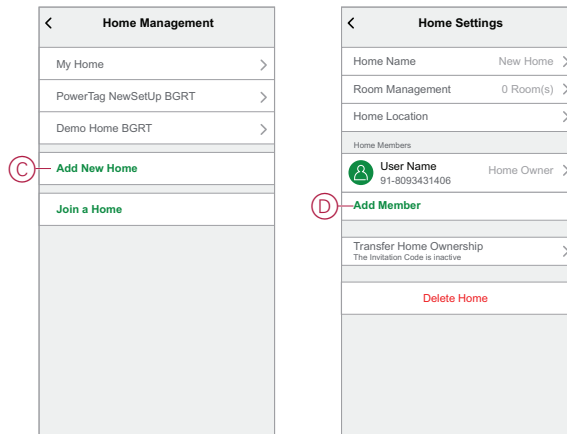 Home Management
My Home
PowerTag NewSetUp BGRT
Demo Home BGRT
C
Add New Home
Join a Home
Home Settings
Home Name New Home
Room Management 0 Room(s)
Home Location
Home Members
User Name
91-8093431406
Home Owner
D
Add Member
Transfer Home Ownership
The Invitation Code is inactive
Delete Home